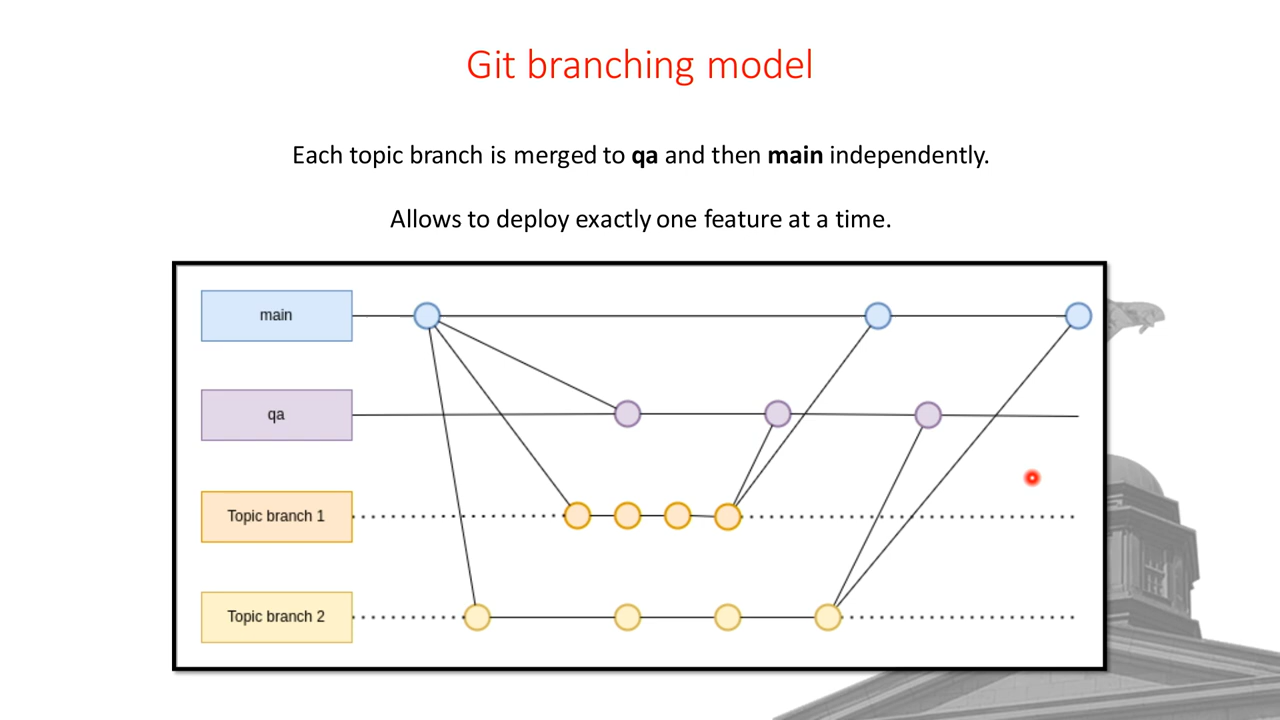 Git branching model
Each topic branch is merged to qa and then main independently.
Allows to deploy exactly one feature at a time.
main
qa
Topic branch 1
Topic branch 2